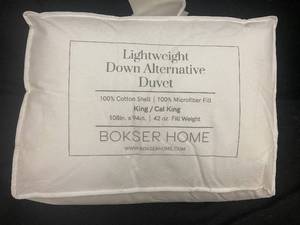 Lightweight
Down Alternative
Duvet
100% Cotton Shell | 100% Microfiber Fill
King / Cal King
108in. x 94in. | 42 oz. Fill Weight
BOKSER HOME
WWW.BOKSERHOME.COM